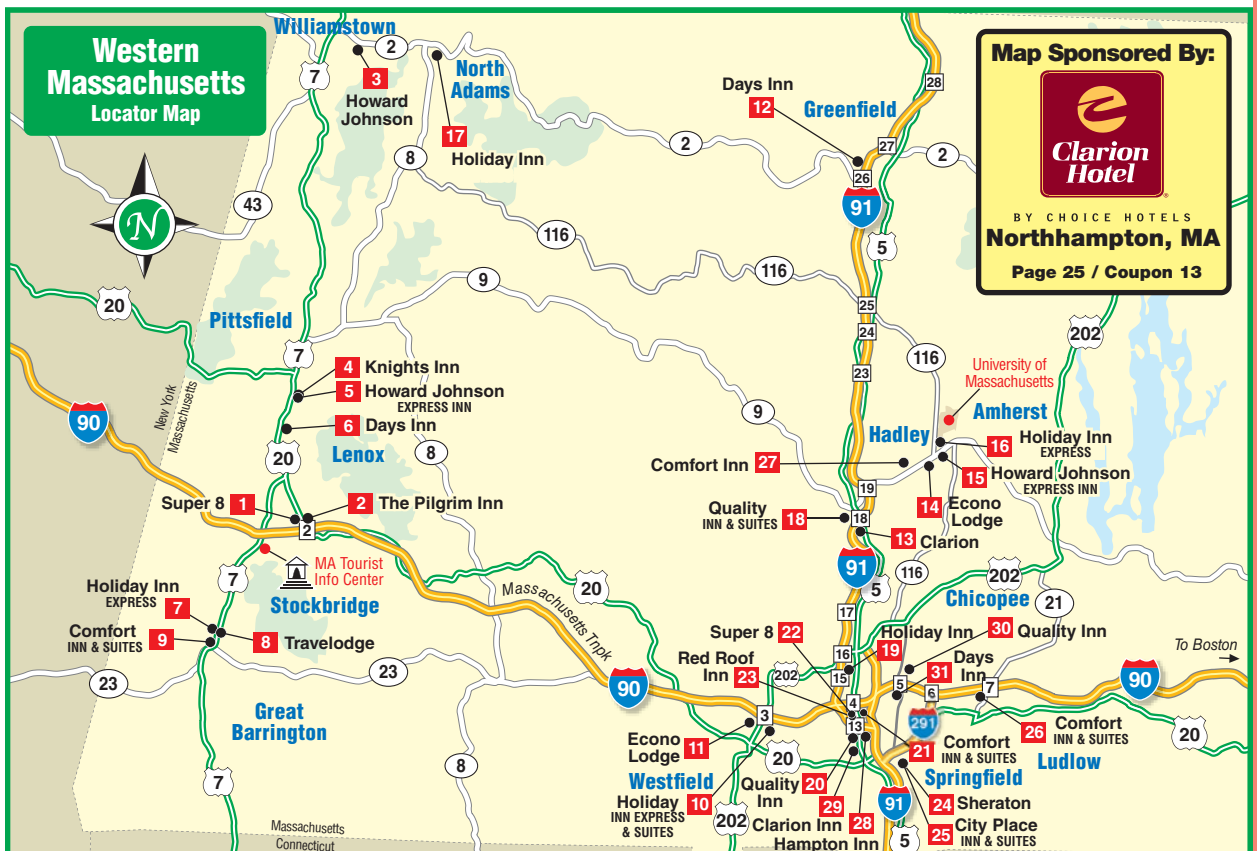 Western
Massachusetts
Locator Map
Williamstown
2
7
3
Howard
Johnson
North
Adams
17
Holiday Inn
8
2
Days Inn
12
Greenfield
28
27
2
26
91
5
Map Sponsored By:
Clarion
Hotel
®
BY CHOICE HOTELS
Northhampton, MA
Page 25 / Coupon 13
N
43
116
116
9
20
Pittsfield
7
25
24
23
116
202
University of
Massachusetts
Amherst
Hadley
4 Knights Inn
5 Howard Johnson
EXPRESS INN
6 Days Inn
90
New York
Massachusetts
20
Lenox
8
9
Comfort Inn 27
16 Holiday Inn
EXPRESS
15 Howard Johnson
EXPRESS INN
14 Econo
Lodge
19
Super 8 1
2 The Pilgrim Inn
2
Quality
INN & SUITES
18
18
13 Clarion
91
5
116
202
MA Tourist
Info Center
Stockbridge
7
Holiday Inn
EXPRESS
7
Comfort
INN & SUITES
9
8 Travelodge
Massachusetts Tnpk
20
17
Chicopee
21
Super 8 22
Holiday Inn
19
30 Quality Inn
Red Roof
Inn 23
16
15
31 Days
Inn
To Boston
23
23
90
202
5
6
7
90
Great
Barrington
3
4
13
291
Econo
Lodge 11
Westfield
20
21 Comfort
INN & SUITES
26 Comfort
INN & SUITES
Ludlow
20
Springfield
7
8
Holiday
INN EXPRESS
& SUITES
10
202
Quality
Inn
20
29
Clarion Inn
28
Hampton Inn
91
24 Sheraton
25 City Place
INN & SUITES
5
Massachusetts
Connecticut